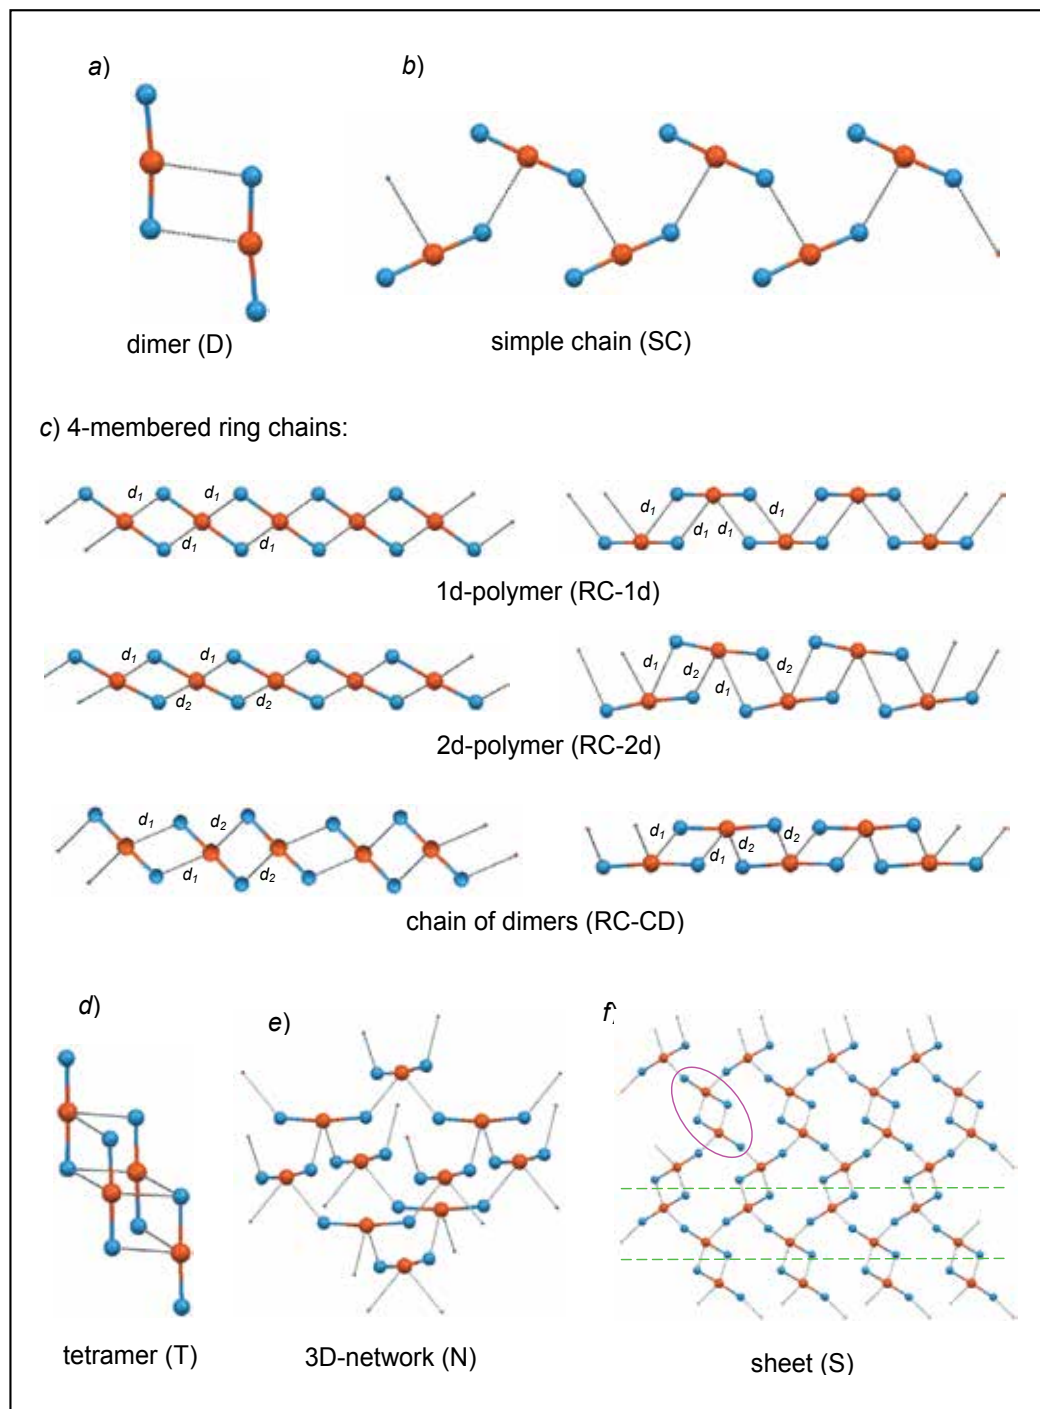 a)
b)
dimer (D)
simple chain (SC)
c) 4-membered ring chains:
d1 d1 d1 d1
d1 d1 d1 d1
1d-polymer (RC-1d)
d1 d1 d2 d2
d1 d2 d1 d2
2d-polymer (RC-2d)
d1 d2 d1 d2
d1 d1 d2 d2
chain of dimers (RC-CD)
d)
e)
f)
tetramer (T)
3D-network (N)
sheet (S)